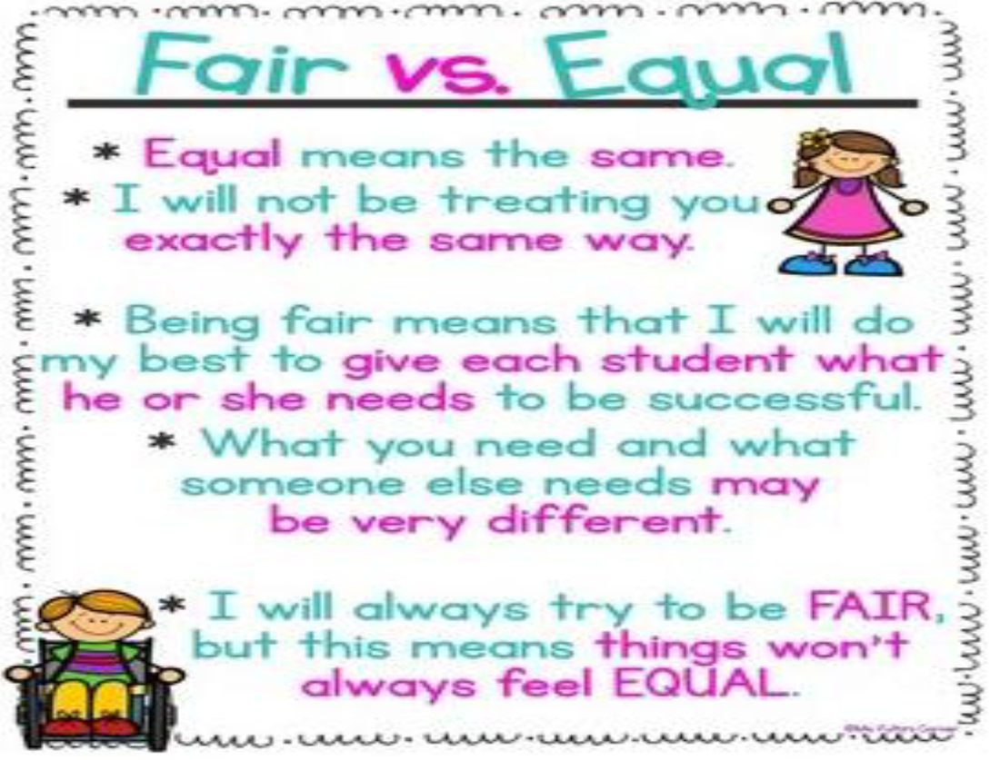 Fair vs. Equal
* Equal means the same.
* I will not be treating you
exactly the same way.
* Being fair means that I will do
my best to give each student what
he or she needs to be successful.
* What you need and what
someone else needs may
be very different.
* I will always try to be FAIR,
but this means things won't
always feel EQUAL.